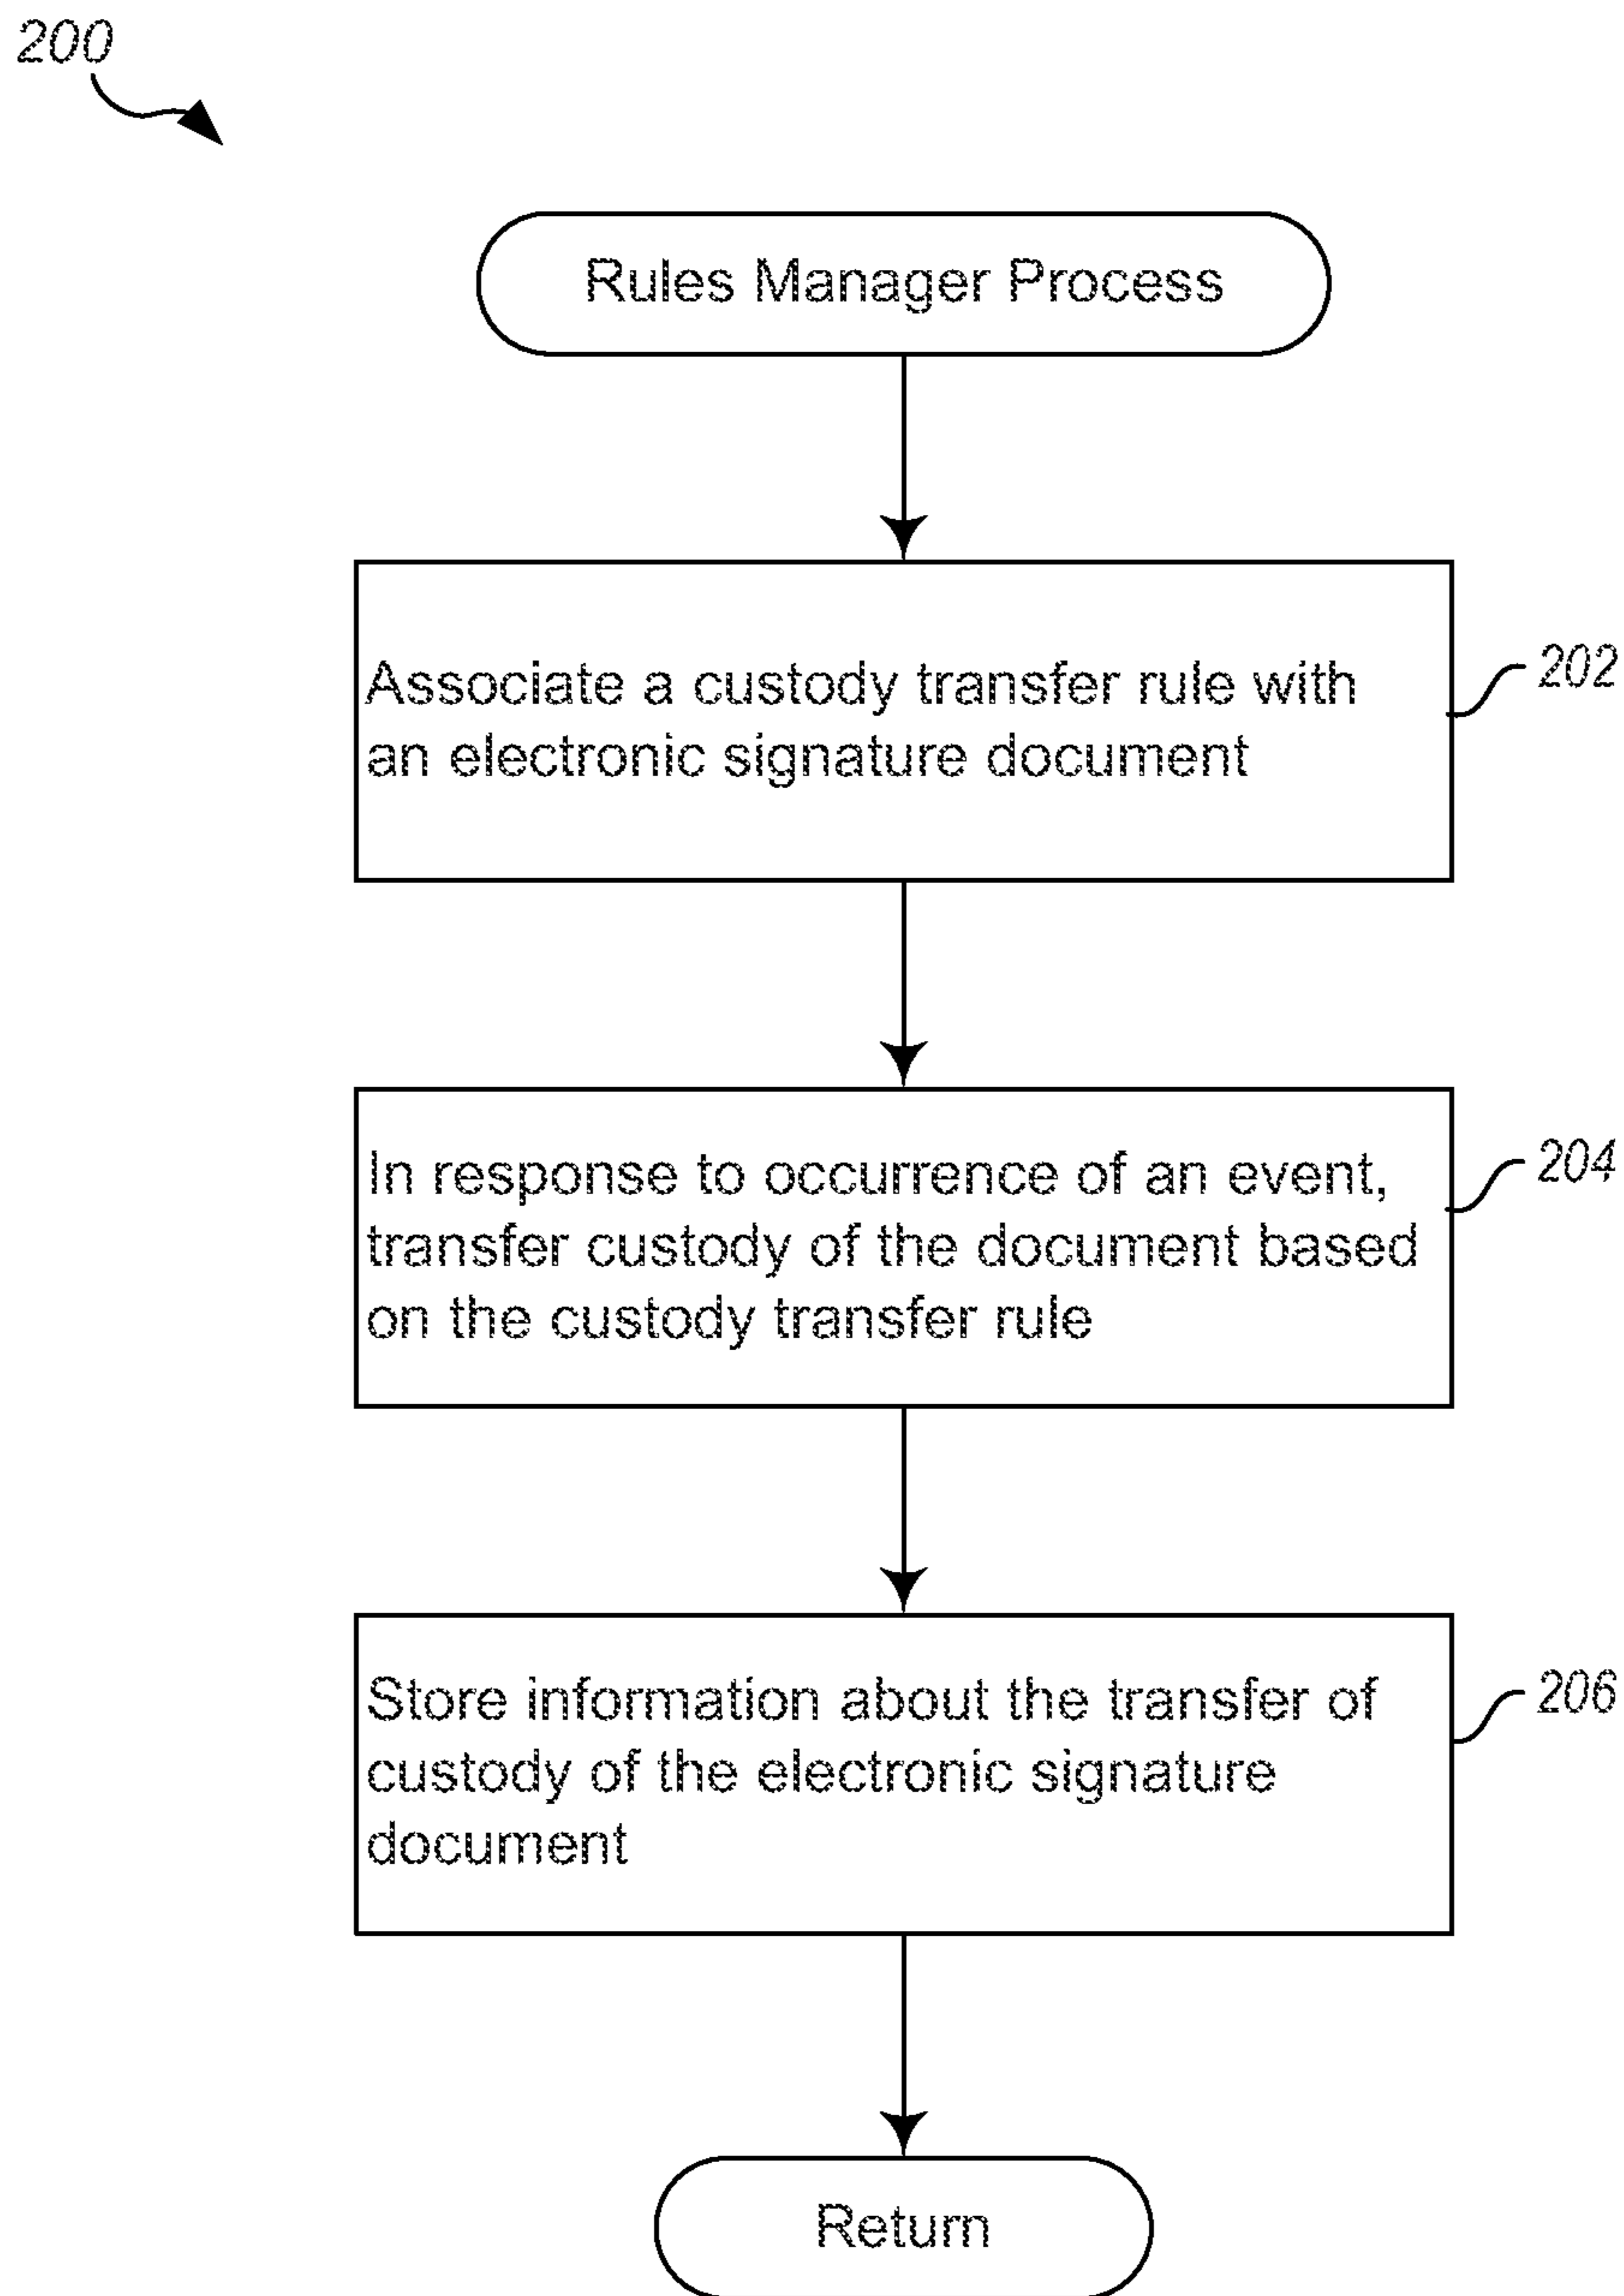 200
Rules Manager Process
Associate a custody transfer rule with
an electronic signature document
202
In response to occurrence of an event,
transfer custody of the document based
on the custody transfer rule
204
Store information about the transfer of
custody of the electronic signature
document
206
Return